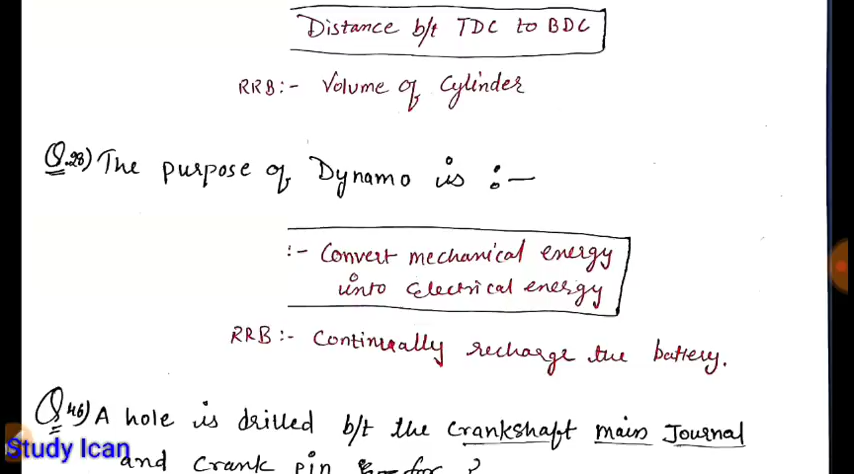 Distance b/t TDC to BDC
RRB:- Volume of Cylinder
Q.28) The purpose of Dynamo is :-
:- Convert mechanical energy
into electrical energy
RRB:- Continually recharge the battery.
Q.46) A hole is drilled b/t the crankshaft main Journal
Study Ican
and crank pin for ?